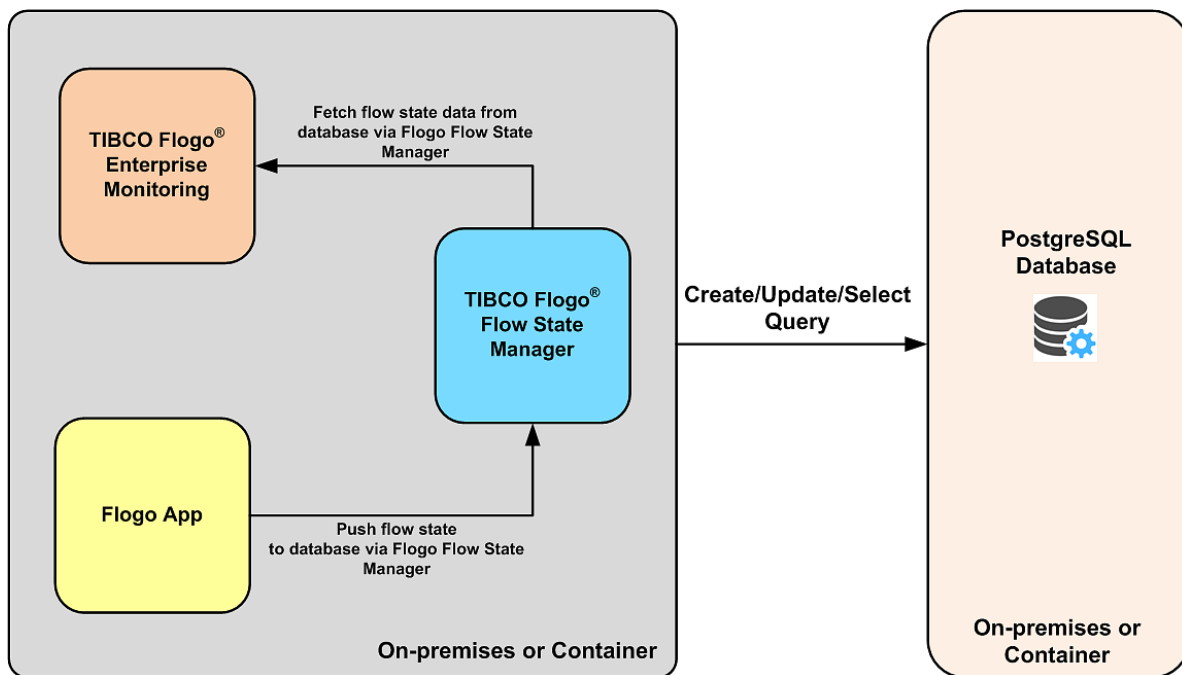 TIBCO Flogo®
Enterprise
Monitoring
Fetch flow state data from
database via Flogo Flow State
Manager
TIBCO Flogo®
Flow State
Manager
Create/Update/Select
Query
PostgreSQL
Database
Flogo App
Push flow state
to database via Flogo Flow State
Manager
On-premises or Container
On-premises or
Container